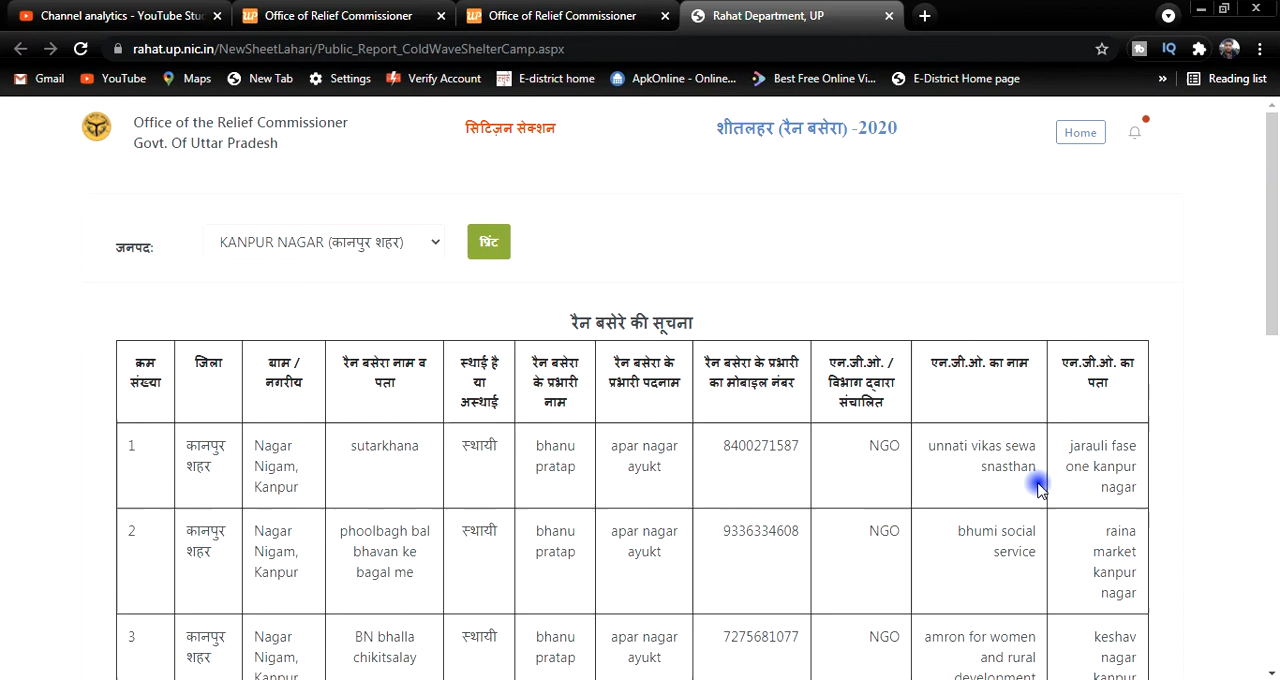 Channel analytics - YouTube Stu
Office of Relief Commissioner
Office of Relief Commissioner
Rahat Department, UP
rahat.up.nic.in/NewSheetLahari/Public_Report_ColdWaveShelterCamp.aspx
Gmail
YouTube
Maps
New Tab
Settings
Verify Account
E-district home
ApkOnline - Online...
Best Free Online Vi...
E-District Home page
»
Reading list
Office of the Relief Commissioner
Govt. Of Uttar Pradesh
सिटिज़न सेक्शन
शीतलहर (रैन बसेरा) -2020
Home
जनपद:
KANPUR NAGAR (कानपुर शहर)
प्रिंट
रैन बसेरे की सूचना
क्रम
संख्या
जिला
ग्राम /
नगरीय
रैन बसेरा नाम व
पता
स्थाई है
या
अस्थाई
रैन बसेरा
के प्रभारी
नाम
रैन बसेरा के
प्रभारी पदनाम
रैन बसेरा के प्रभारी
का मोबाइल नंबर
एन.जी.ओ. /
विभाग द्वारा
संचालित
एन.जी.ओ. का नाम
एन.जी.ओ. का
पता
1
कानपुर
शहर
Nagar
Nigam,
Kanpur
sutarkhana
स्थायी
bhanu
pratap
apar nagar
ayukt
8400271587
NGO
unnati vikas sewa
snasthan
jarauli fase
one kanpur
nagar
2
कानपुर
शहर
Nagar
Nigam,
Kanpur
phoolbagh bal
bhavan ke
bagal me
स्थायी
bhanu
pratap
apar nagar
ayukt
9336334608
NGO
bhumi social
service
raina
market
kanpur
nagar
3
कानपुर
शहर
Nagar
Nigam,
Kanpur
BN bhalla
chikitsalay
स्थायी
bhanu
pratap
apar nagar
ayukt
7275681077
NGO
amron for women
and rural
development
keshav
nagar
kanpur